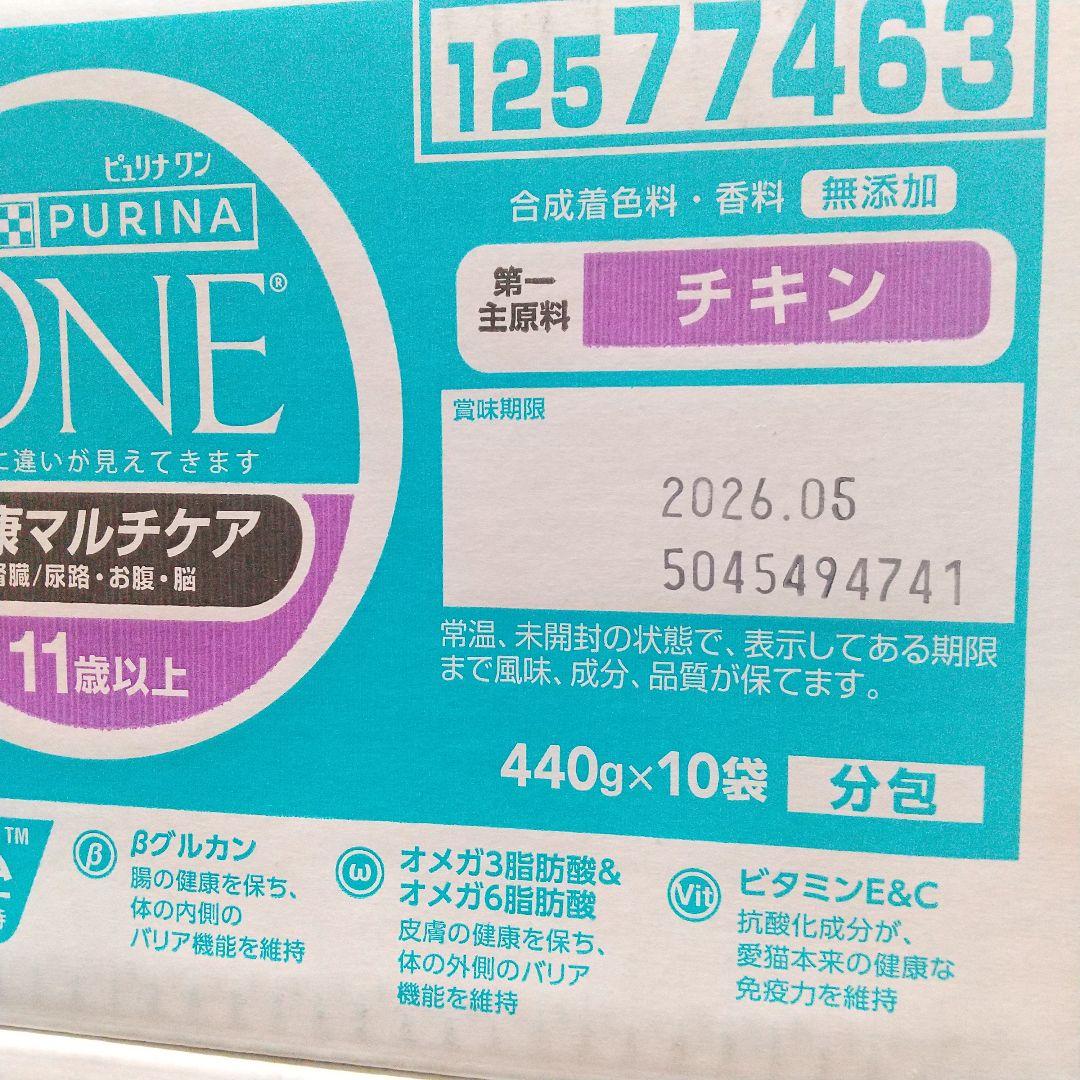 12577463
合成着色料・香料 無添加
第一
主原料
チキン
賞味期限
2026.05
5045494741
常温、未開封の状態で、表示してある期限
まで風味、成分、品質が保てます。
440g×10袋 分包
ピュリナ ワン
PURINA
ONE®
に違いが見えてきます
康マルチケア
腎臓/尿路・お腹・脳
11歳以上
TM
β
βグルカン
腸の健康を保ち、
体の内側の
バリア機能を維持
ω
オメガ3脂肪酸&
オメガ6脂肪酸
皮膚の健康を保ち、
体の外側のバリア
機能を維持
Vit
ビタミンE&C
抗酸化成分が、
愛猫本来の健康な
免疫力を維持